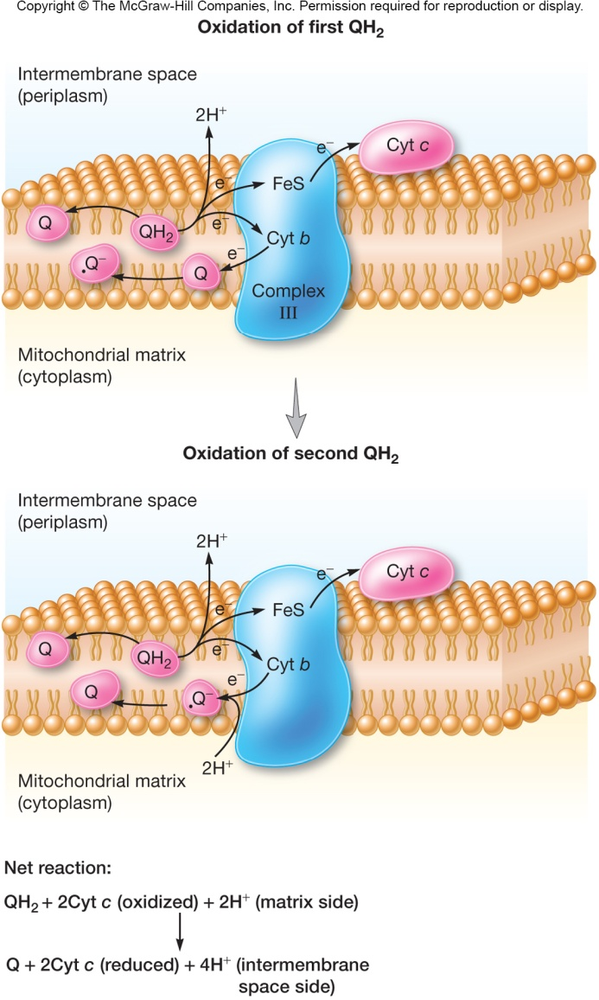 Copyright © The McGraw-Hill Companies, Inc. Permission required for reproduction or display.
Oxidation of first QH₂
Intermembrane space
(periplasm)
2H⁺
e⁻
Cyt c
e⁻
FeS
Q
QH₂
e⁻
Cyt b
e⁻
.Q⁻
Q
Complex
III
Mitochondrial matrix
(cytoplasm)
Oxidation of second QH₂
Intermembrane space
(periplasm)
2H⁺
e⁻
Cyt c
e⁻
FeS
Q
QH₂
e⁻
Cyt b
e⁻
Q
.Q⁻
2H⁺
Mitochondrial matrix
(cytoplasm)
Net reaction:
QH₂ + 2Cyt c (oxidized) + 2H⁺ (matrix side)
Q + 2Cyt c (reduced) + 4H⁺ (intermembrane
space side)